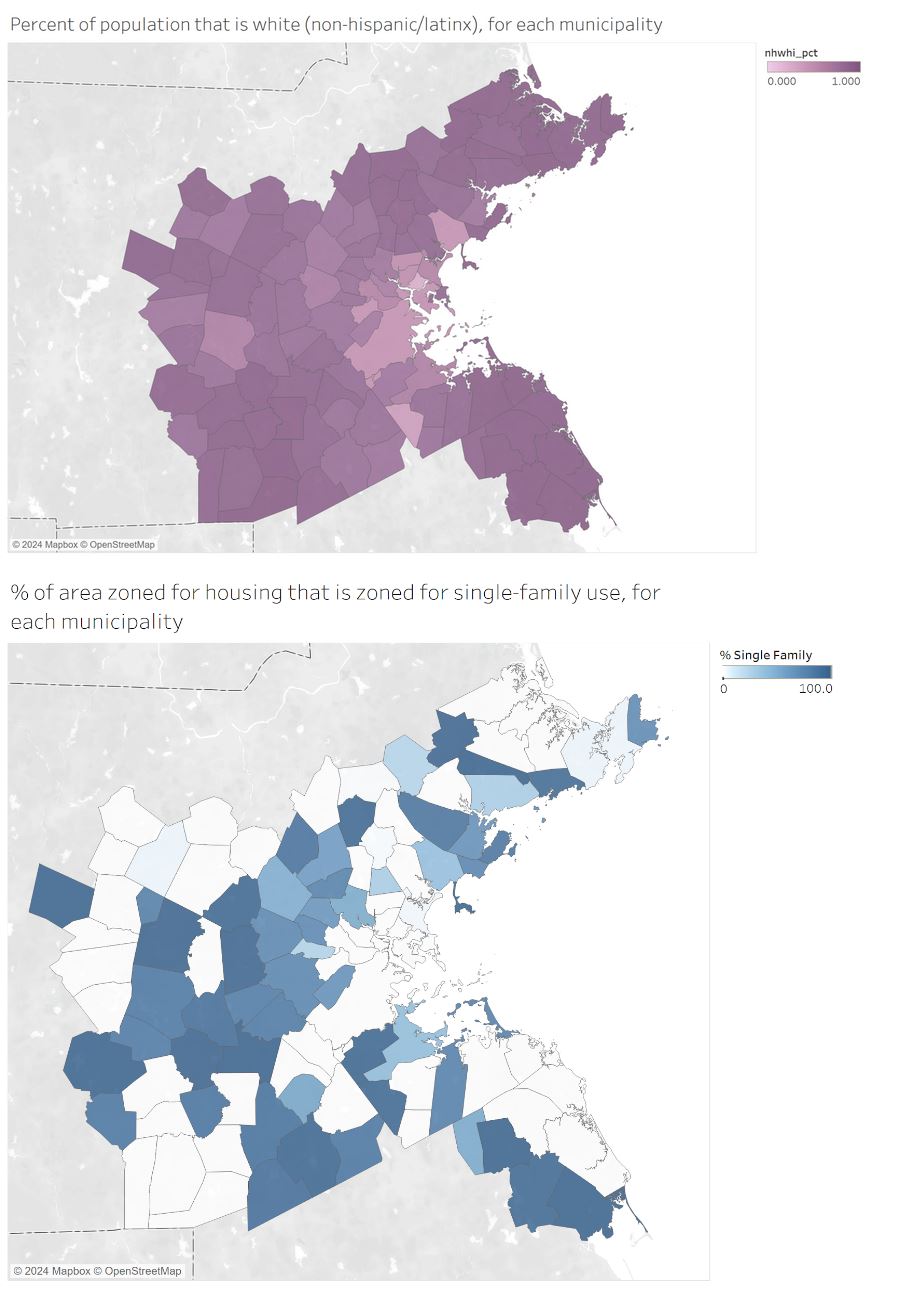 Percent of population that is white (non-hispanic/latinx), for each municipality
nhwhi_pct
0.000 1.000
© 2024 Mapbox © OpenStreetMap
% of area zoned for housing that is zoned for single-family use, for
each municipality
% Single Family
0 100.0
© 2024 Mapbox © OpenStreetMap